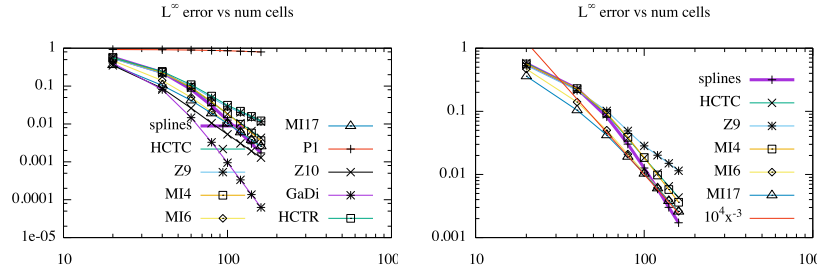 L∞ error vs num cells
1
0.1
0.01
0.001
0.0001
1e-05
10
100
100
splines
HCTC
Z9
MI4
MI6
MI17
P1
Z10
GaDi
HCTR
L∞ error vs num cells
1
0.1
0.01
0.001
10
100
100
splines
HCTC
Z9
MI4
MI6
MI17
10⁴x⁻³